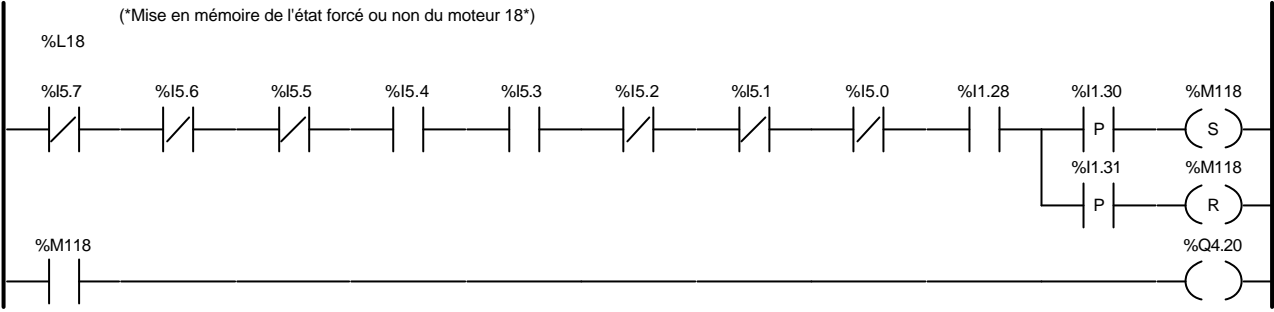 (*Mise en mémoire de l'état forcé ou non du moteur 18*)
%L18
%I5.7 %I5.6 %I5.5 %I5.4 %I5.3 %I5.2 %I5.1 %I5.0 %I1.28 %I1.30 %M118
P S
%I1.31 %M118
P R
%M118 %Q4.20